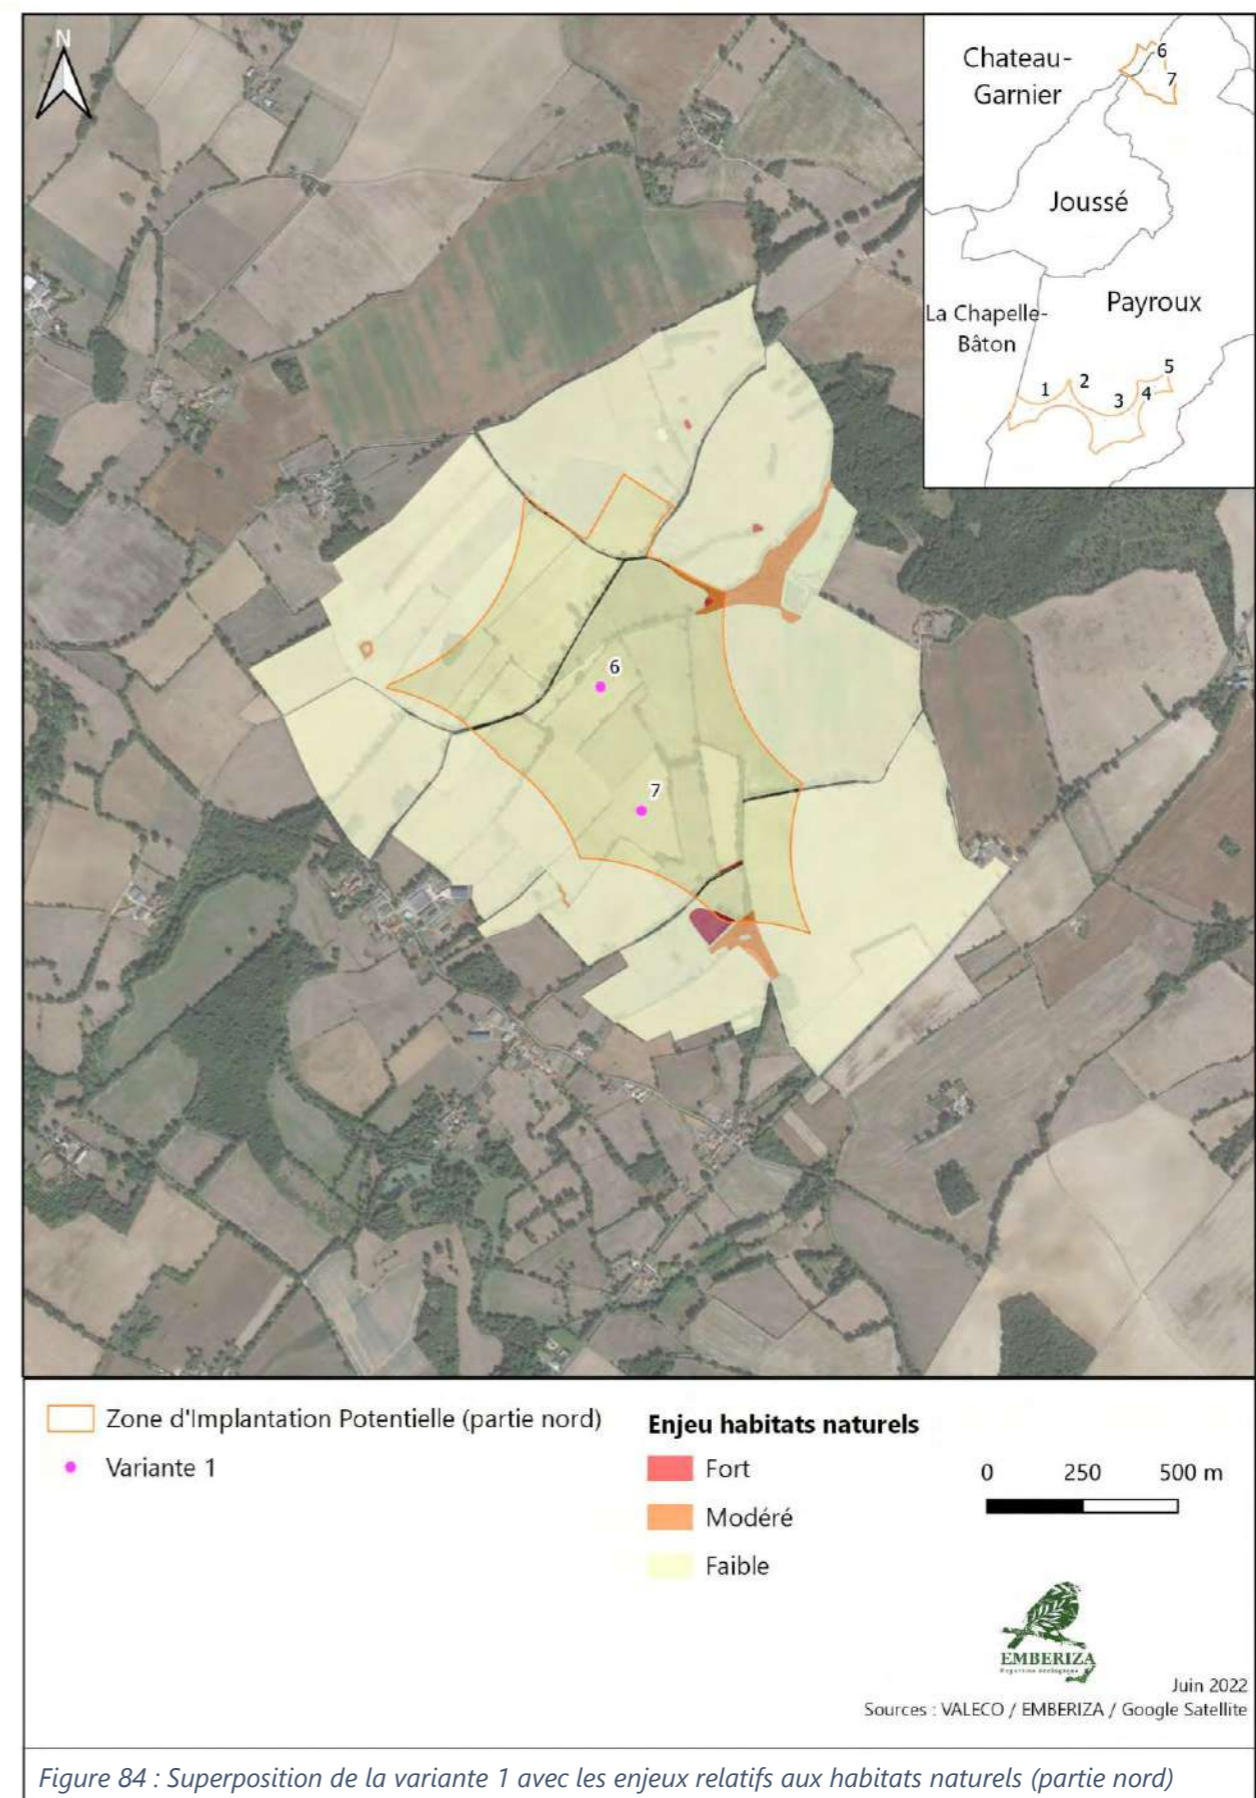 N
Chateau-
Garnier
6
7
Joussé
La Chapelle-
Bâton
Payroux
1
2
3
4
5
6
7
Zone d'Implantation Potentielle (partie nord)
Variante 1
Enjeu habitats naturels
Fort
Modéré
Faible
0 250 500 m
EMBERIZA
Juin 2022
Sources : VALECO / EMBERIZA / Google Satellite
Figure 84 : Superposition de la variante 1 avec les enjeux relatifs aux habitats naturels (partie nord)